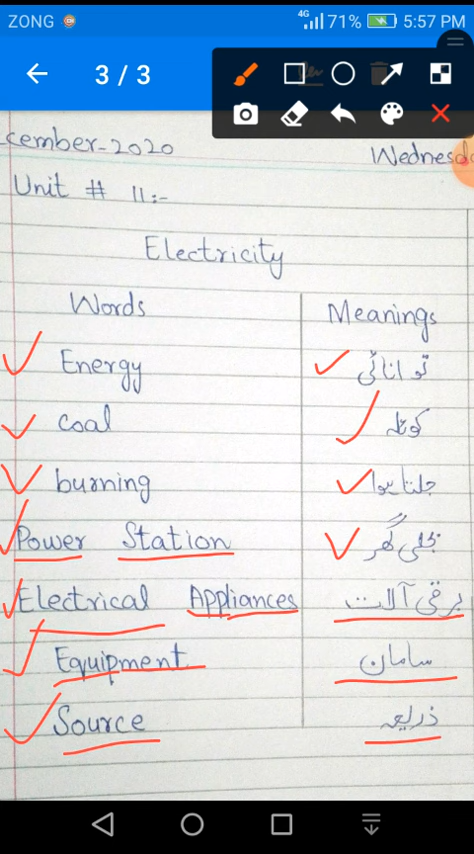 ZONG 4G 71% 5:57 PM
3 / 3
cember-2020 Wednesd
Unit # 11:-
Electricity
Words Meanings
Energy توانائی
Coal کوئلہ
burning جلتا ہوا
Power Station بجلی گھر
Electrical Appliances برقی آلات
Equipment سامان
Source ذریعہ